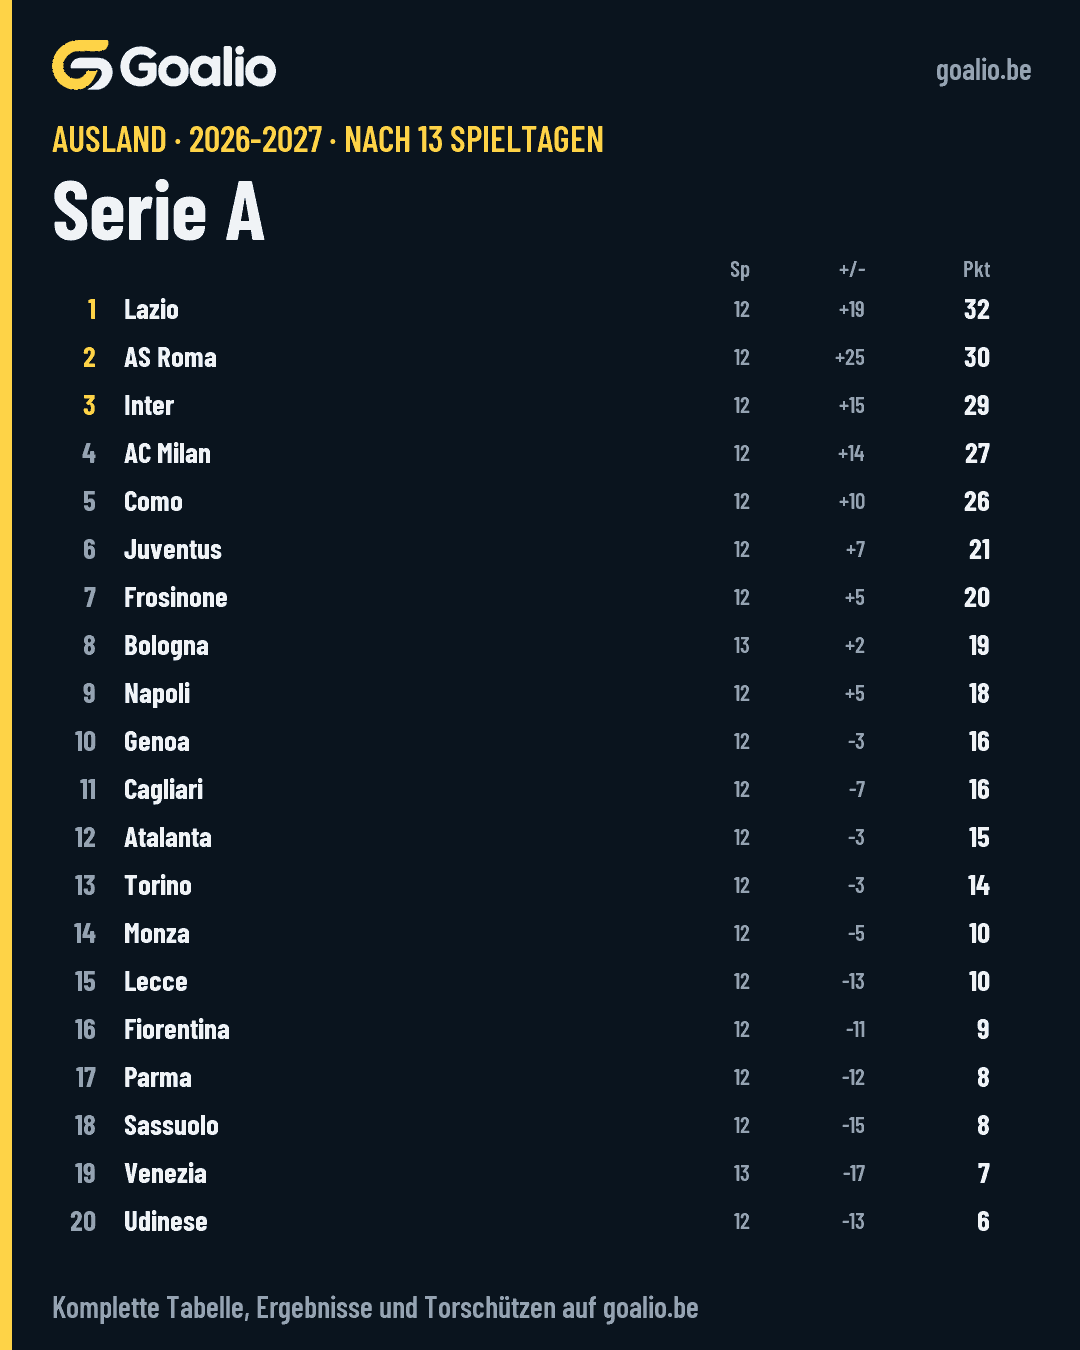 Goalio
goalio.be
AUSLAND · 2026-2027 · NACH 13 SPIELTAGEN
Serie A
Sp +/- Pkt
1 Lazio 12 +19 32
2 AS Roma 12 +25 30
3 Inter 12 +15 29
4 AC Milan 12 +14 27
5 Como 12 +10 26
6 Juventus 12 +7 21
7 Frosinone 12 +5 20
8 Bologna 13 +2 19
9 Napoli 12 +5 18
10 Genoa 12 -3 16
11 Cagliari 12 -7 16
12 Atalanta 12 -3 15
13 Torino 12 -3 14
14 Monza 12 -5 10
15 Lecce 12 -13 10
16 Fiorentina 12 -11 9
17 Parma 12 -12 8
18 Sassuolo 12 -15 8
19 Venezia 13 -17 7
20 Udinese 12 -13 6
Komplette Tabelle, Ergebnisse und Torschützen auf goalio.be